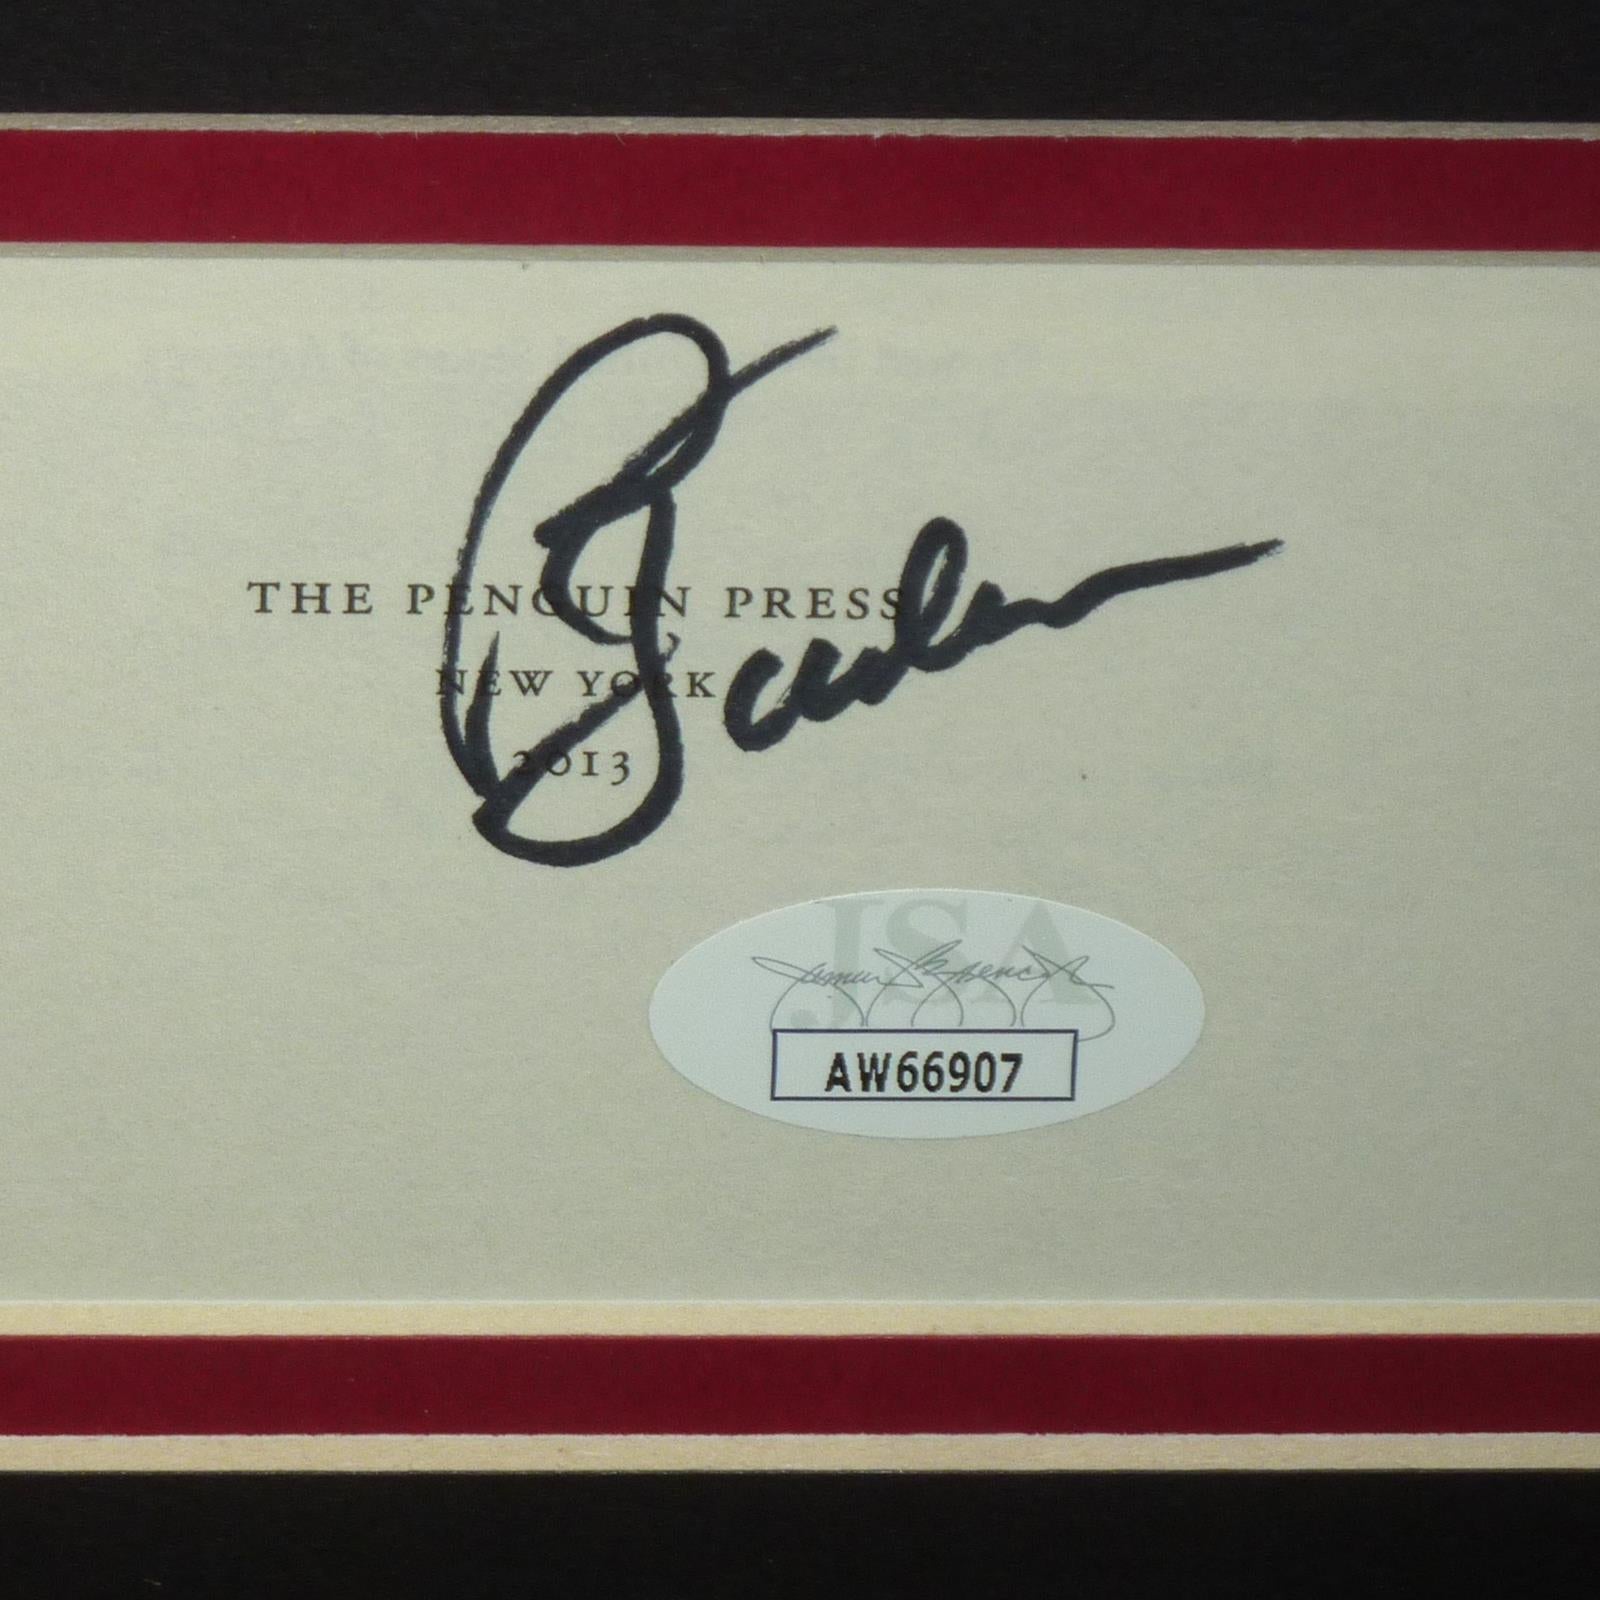 THE PENGUIN PRESS
NEW YORK
2013
JSA
AW66907